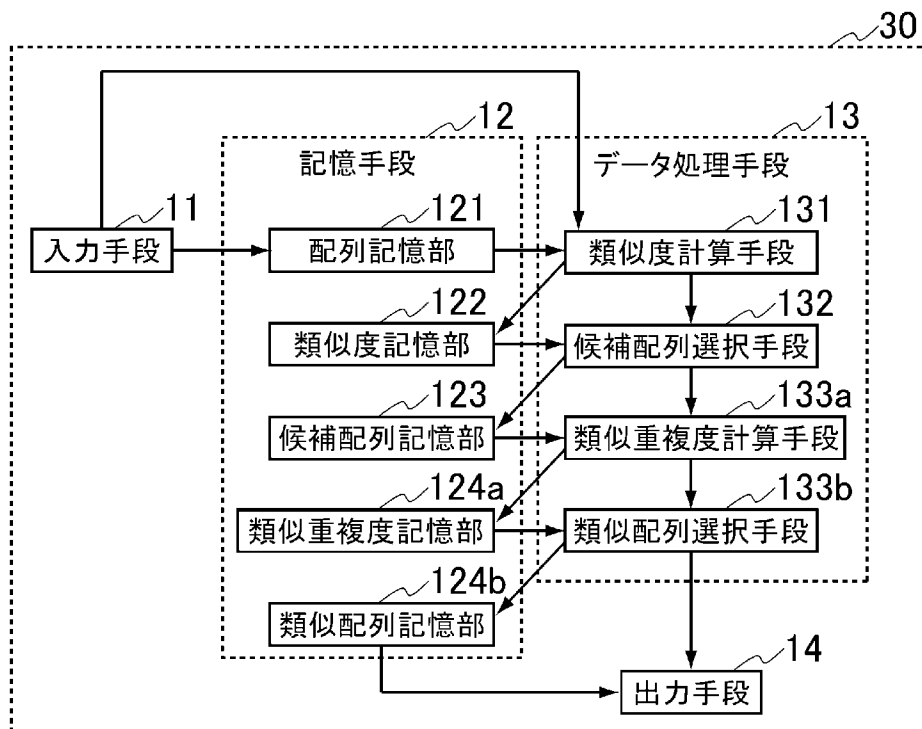 30
12
13
記憶手段
データ処理手段
11
121
131
入力手段
配列記憶部
類似度計算手段
122
132
類似度記憶部
候補配列選択手段
123
133a
候補配列記憶部
類似重複度計算手段
124a
133b
類似重複度記憶部
類似配列選択手段
124b
類似配列記憶部
14
出力手段